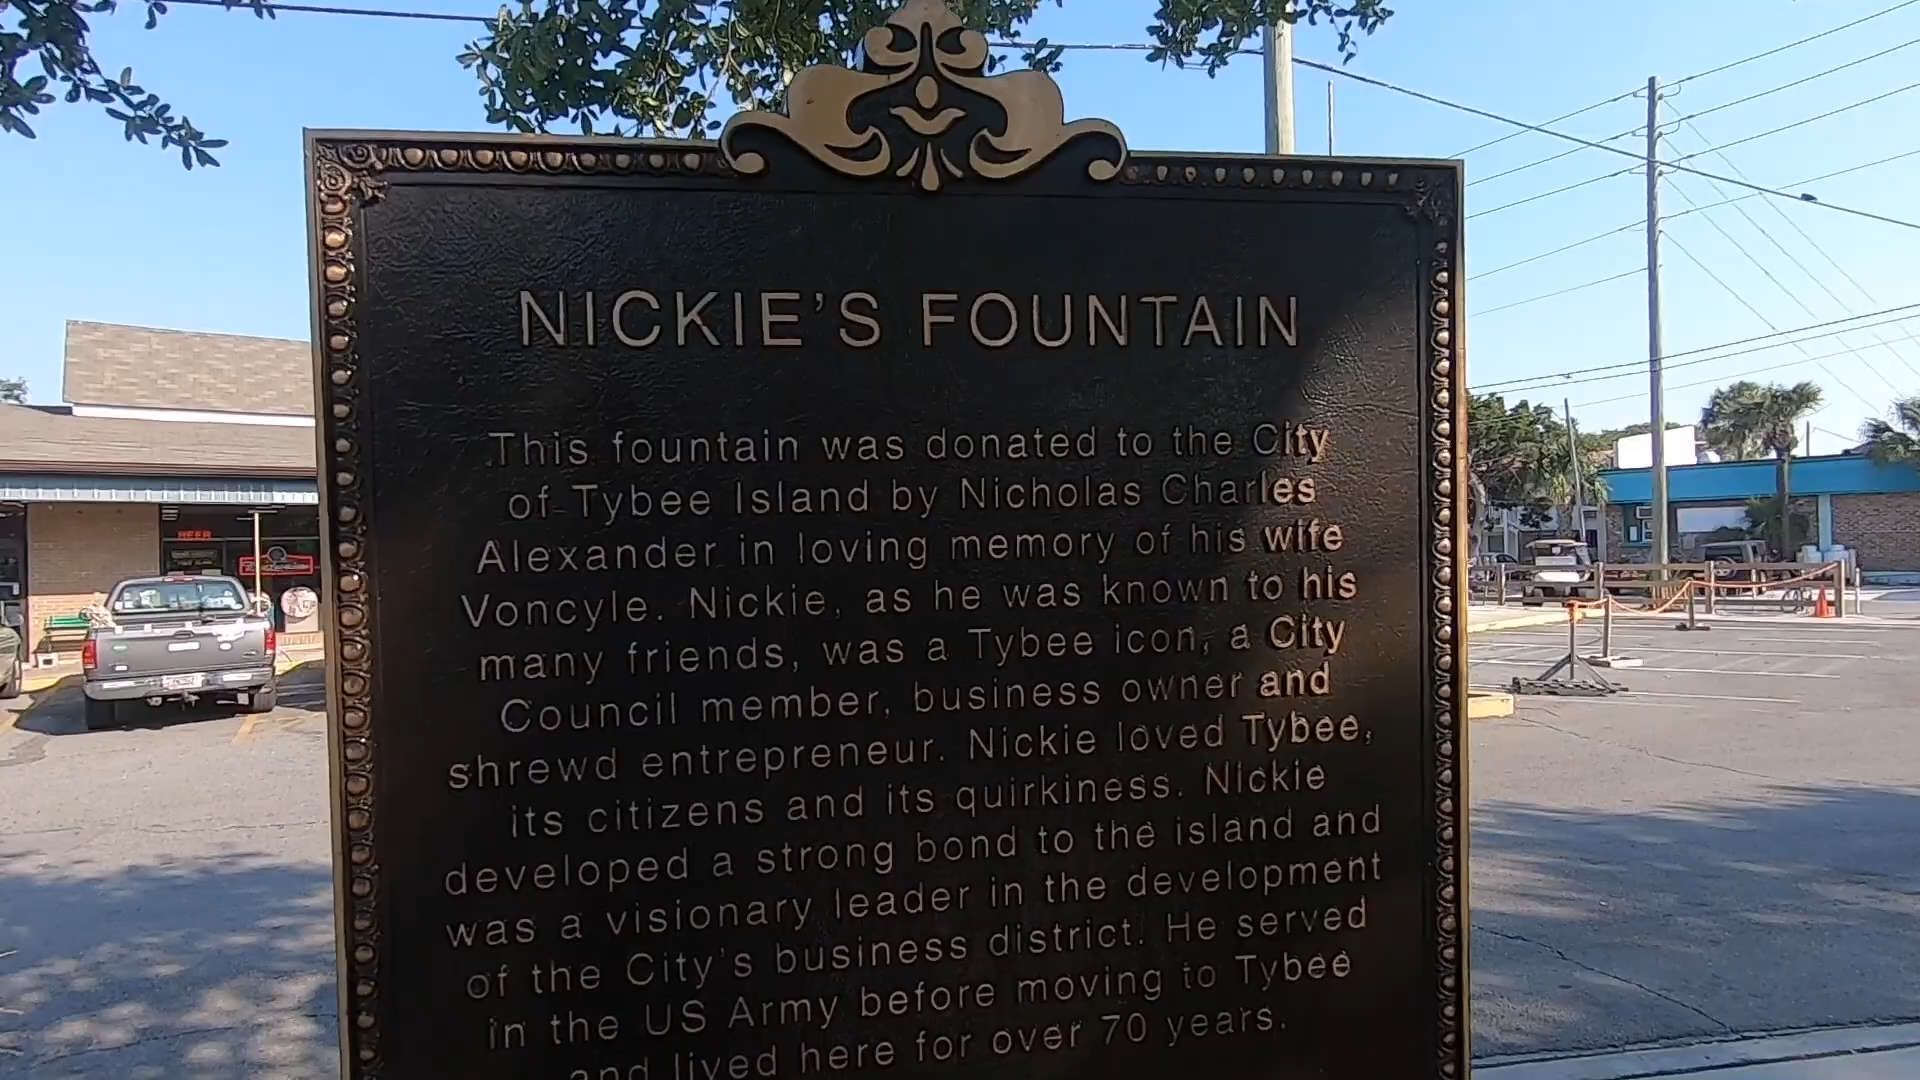 NICKIE'S FOUNTAIN
This fountain was donated to the City
of Tybee Island by Nicholas Charles
Alexander in loving memory of his wife
Voncyle. Nickie, as he was known to his
many friends, was a Tybee icon, a City
Council member, business owner and
shrewd entrepreneur. Nickie loved Tybee,
its citizens and its quirkiness. Nickie
developed a strong bond to the island and
was a visionary leader in the development
of the City's business district. He served
in the US Army before moving to Tybee
and lived here for over 70 years.
BEER